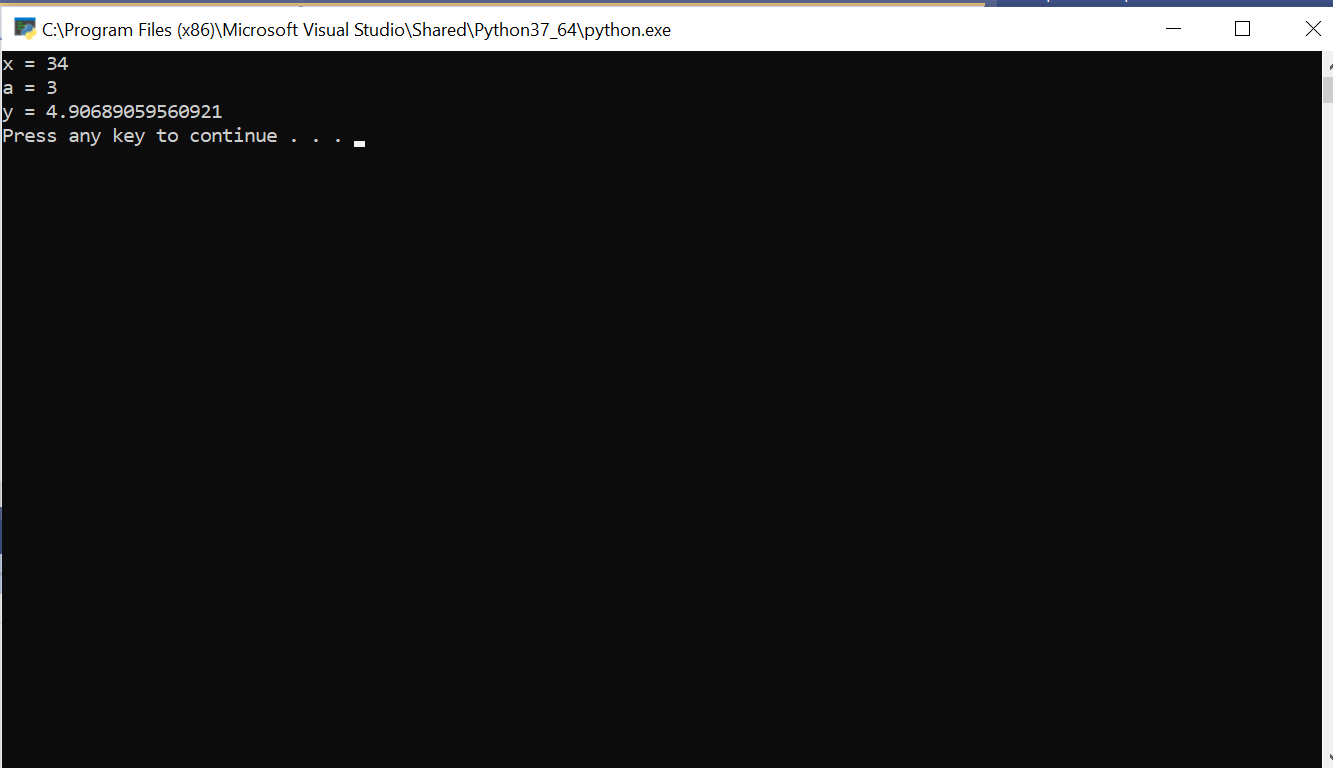 C:\Program Files (x86)\Microsoft Visual Studio\Shared\Python37_64\python.exe
x = 34
a = 3
y = 4.90689059560921
Press any key to continue . . .